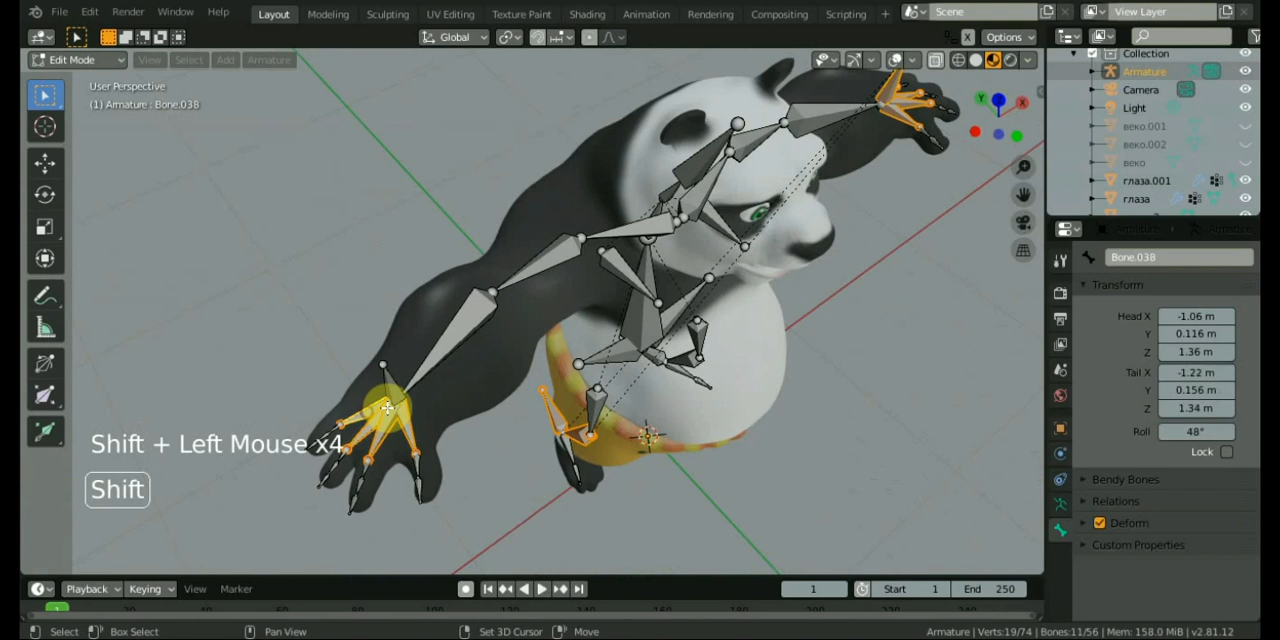 File Edit Render Window Help Layout Modeling Sculpting UV Editing Texture Paint Shading Animation Rendering Compositing Scripting + Scene View Layer
Global Options
Edit Mode View Select Add Armature
User Perspective
(1) Armature : Bone.038
Collection
Armature
Camera
Light
веко.001
веко.002
веко
глаза.001
глаза
Y
X
Bone.038
Transform
Head X -1.06 m
Y 0.116 m
Z 1.36 m
Tail X -1.22 m
Y 0.156 m
Z 1.34 m
Roll 48°
Lock
Bendy Bones
Relations
Deform
Custom Properties
Shift + Left Mouse x4
Shift
Playback Keying View Marker 1 Start 1 End 250
Select Box Select Pan View Set 3D Cursor Move Armature | Verts:19/74 | Bones:11/56 | Mem: 158.0 MiB | v2.81.12